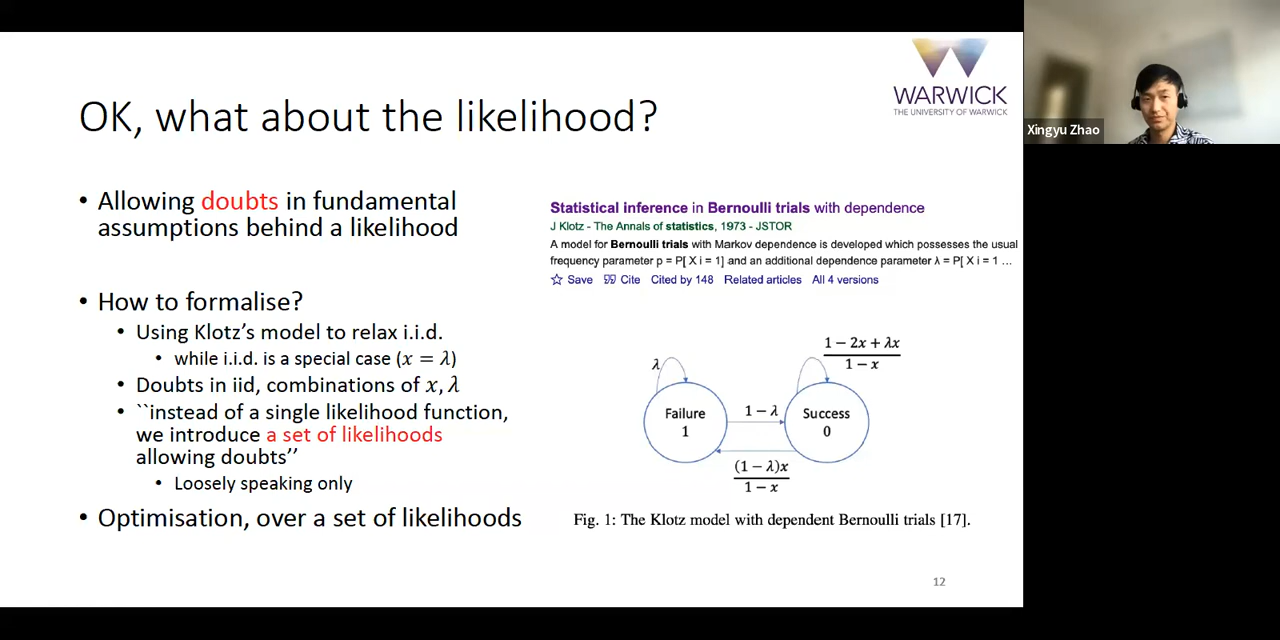 WARWICK
THE UNIVERSITY OF WARWICK
Xingyu Zhao
OK, what about the likelihood?
• Allowing doubts in fundamental
assumptions behind a likelihood
• How to formalise?
• Using Klotz's model to relax i.i.d.
• while i.i.d. is a special case (x = λ)
• Doubts in iid, combinations of x, λ
• ``instead of a single likelihood function,
we introduce a set of likelihoods
allowing doubts’’
• Loosely speaking only
• Optimisation, over a set of likelihoods
Statistical inference in Bernoulli trials with dependence
J Klotz - The Annals of statistics, 1973 - JSTOR
A model for Bernoulli trials with Markov dependence is developed which possesses the usual
frequency parameter p = P[ X i = 1] and an additional dependence parameter λ = P[ X i = 1 ...
Save Cite Cited by 148 Related articles All 4 versions
1 − 2x + λx
1 − x
λ
Failure
1
1 − λ
Success
0
(1 − λ)x
1 − x
Fig. 1: The Klotz model with dependent Bernoulli trials [17].
12